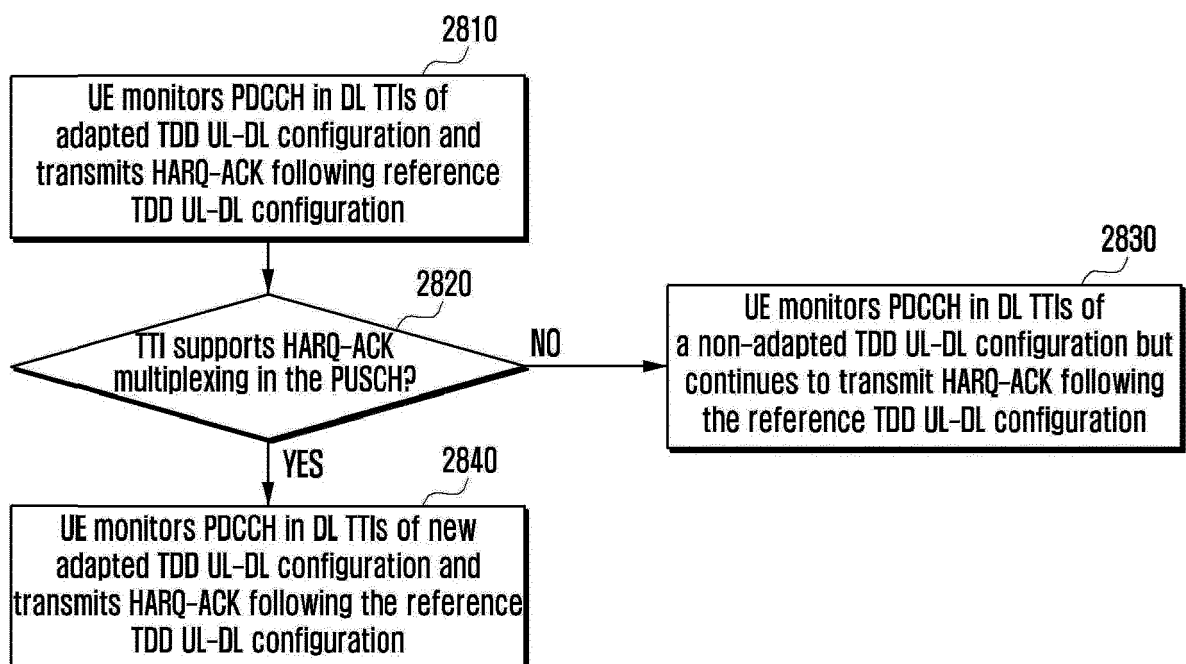 2810
UE monitors PDCCH in DL TTIs of
adapted TDD UL-DL configuration and
transmits HARQ-ACK following reference
TDD UL-DL configuration
2820
TTI supports HARQ-ACK
multiplexing in the PUSCH?
NO
2830
UE monitors PDCCH in DL TTIs of
a non-adapted TDD UL-DL configuration but
continues to transmit HARQ-ACK following
the reference TDD UL-DL configuration
YES
2840
UE monitors PDCCH in DL TTIs of new
adapted TDD UL-DL configuration and
transmits HARQ-ACK following the reference
TDD UL-DL configuration